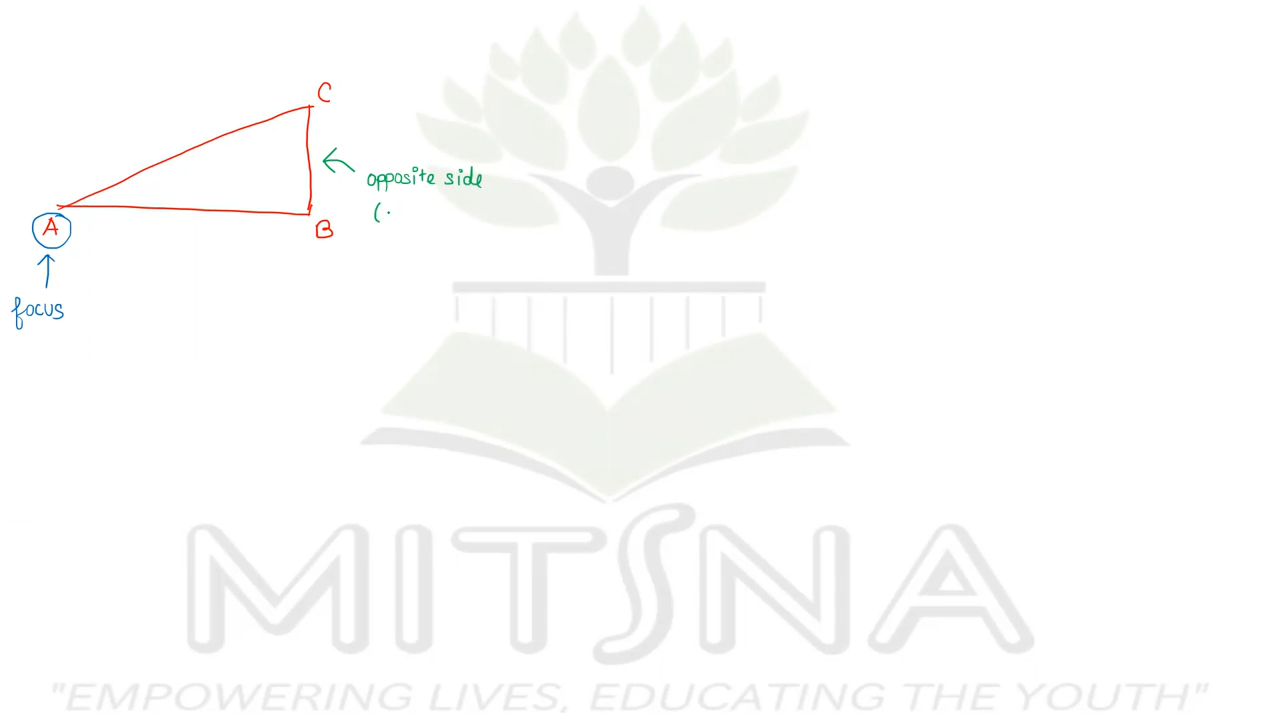 C
opposite side
(.
A
B
focus
MITSNA
"EMPOWERING LIVES, EDUCATING THE YOUTH"